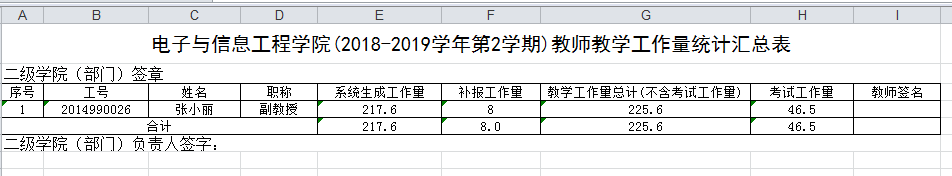 A B C D E F G H I
电子与信息工程学院(2018-2019学年第2学期)教师教学工作量统计汇总表
二级学院（部门）签章
序号 工号 姓名 职称 系统生成工作量 补报工作量 教学工作量总计(不含考试工作量) 考试工作量 教师签名
1 2014990026 张小丽 副教授 217.6 8 225.6 46.5
合计 217.6 8.0 225.6 46.5
二级学院（部门）负责人签字：